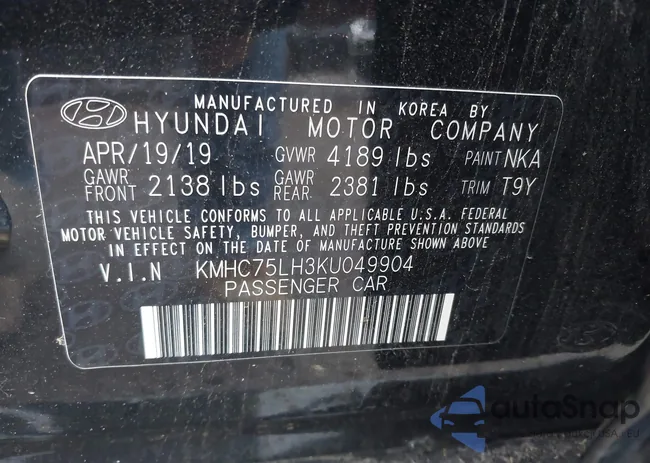 MANUFACTURED IN KOREA BY
HYUNDAI MOTOR COMPANY
APR/19/19 GVWR 4189 lbs PAINT NKA
GAWR FRONT 2138 lbs GAWR REAR 2381 lbs TRIM T9Y
THIS VEHICLE CONFORMS TO ALL APPLICABLE U.S.A. FEDERAL
MOTOR VEHICLE SAFETY, BUMPER, AND THEFT PREVENTION STANDARDS
IN EFFECT ON THE DATE OF MANUFACTURE SHOWN ABOVE
V.I.N KMHC75LH3KU049904
PASSENGER CAR
autoSnap